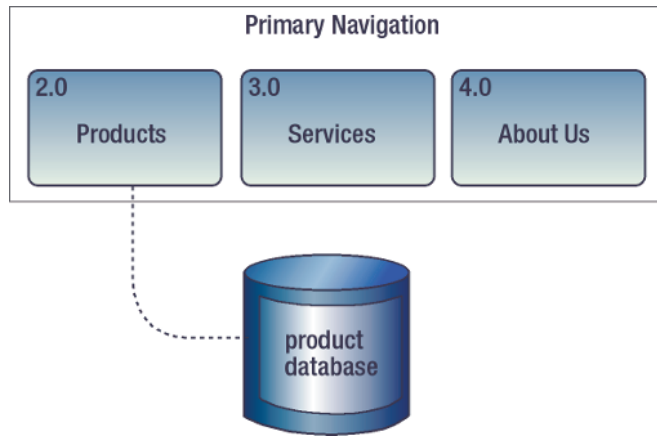 Primary Navigation
2.0
Products
3.0
Services
4.0
About Us
product
database